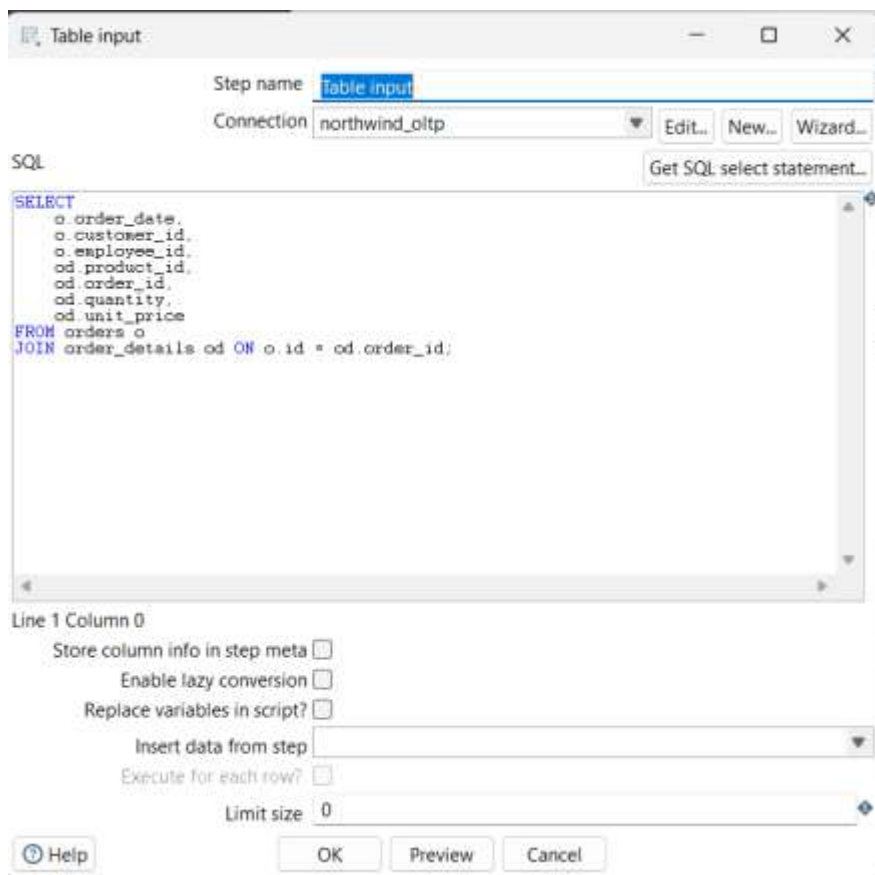 Table input
Step name Table input
Connection northwind_oltp Edit... New... Wizard...
SQL Get SQL select statement...
SELECT
o.order_date,
o.customer_id,
o.employee_id,
od.product_id,
od.order_id,
od.quantity,
od.unit_price
FROM orders o
JOIN order_details od ON o.id = od.order_id;
Line 1 Column 0
Store column info in step meta
Enable lazy conversion
Replace variables in script?
Insert data from step
Execute for each row?
Limit size 0
Help OK Preview Cancel